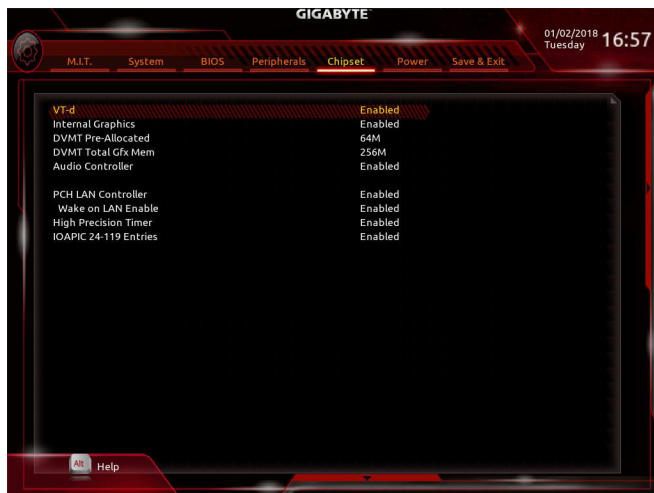 GIGABYTE
01/02/2018 16:57
Tuesday
M.I.T. System BIOS Peripherals Chipset Power Save & Exit
VT-d Enabled
Internal Graphics Enabled
DVMT Pre-Allocated 64M
DVMT Total Gfx Mem 256M
Audio Controller Enabled
PCH LAN Controller Enabled
Wake on LAN Enable Enabled
High Precision Timer Enabled
IOAPIC 24-119 Entries Enabled
Alt Help